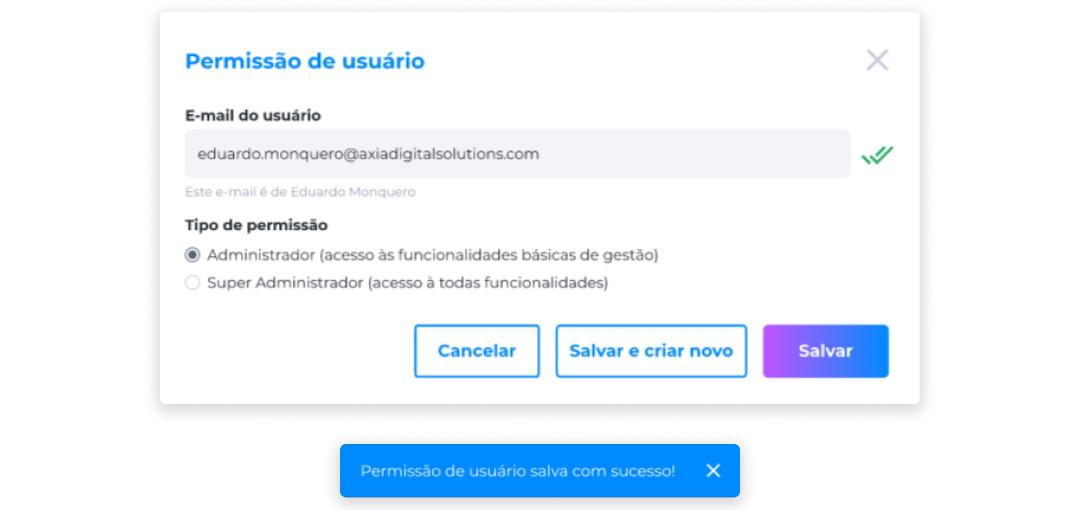 Permissão de usuário
E-mail do usuário
eduardo.monquero@axiadigitalsolutions.com
Este e-mail é de Eduardo Monquero
Tipo de permissão
Administrador (acesso às funcionalidades básicas de gestão)
Super Administrador (acesso à todas funcionalidades)
Cancelar
Salvar e criar novo
Salvar
Permissão de usuário salva com sucesso!